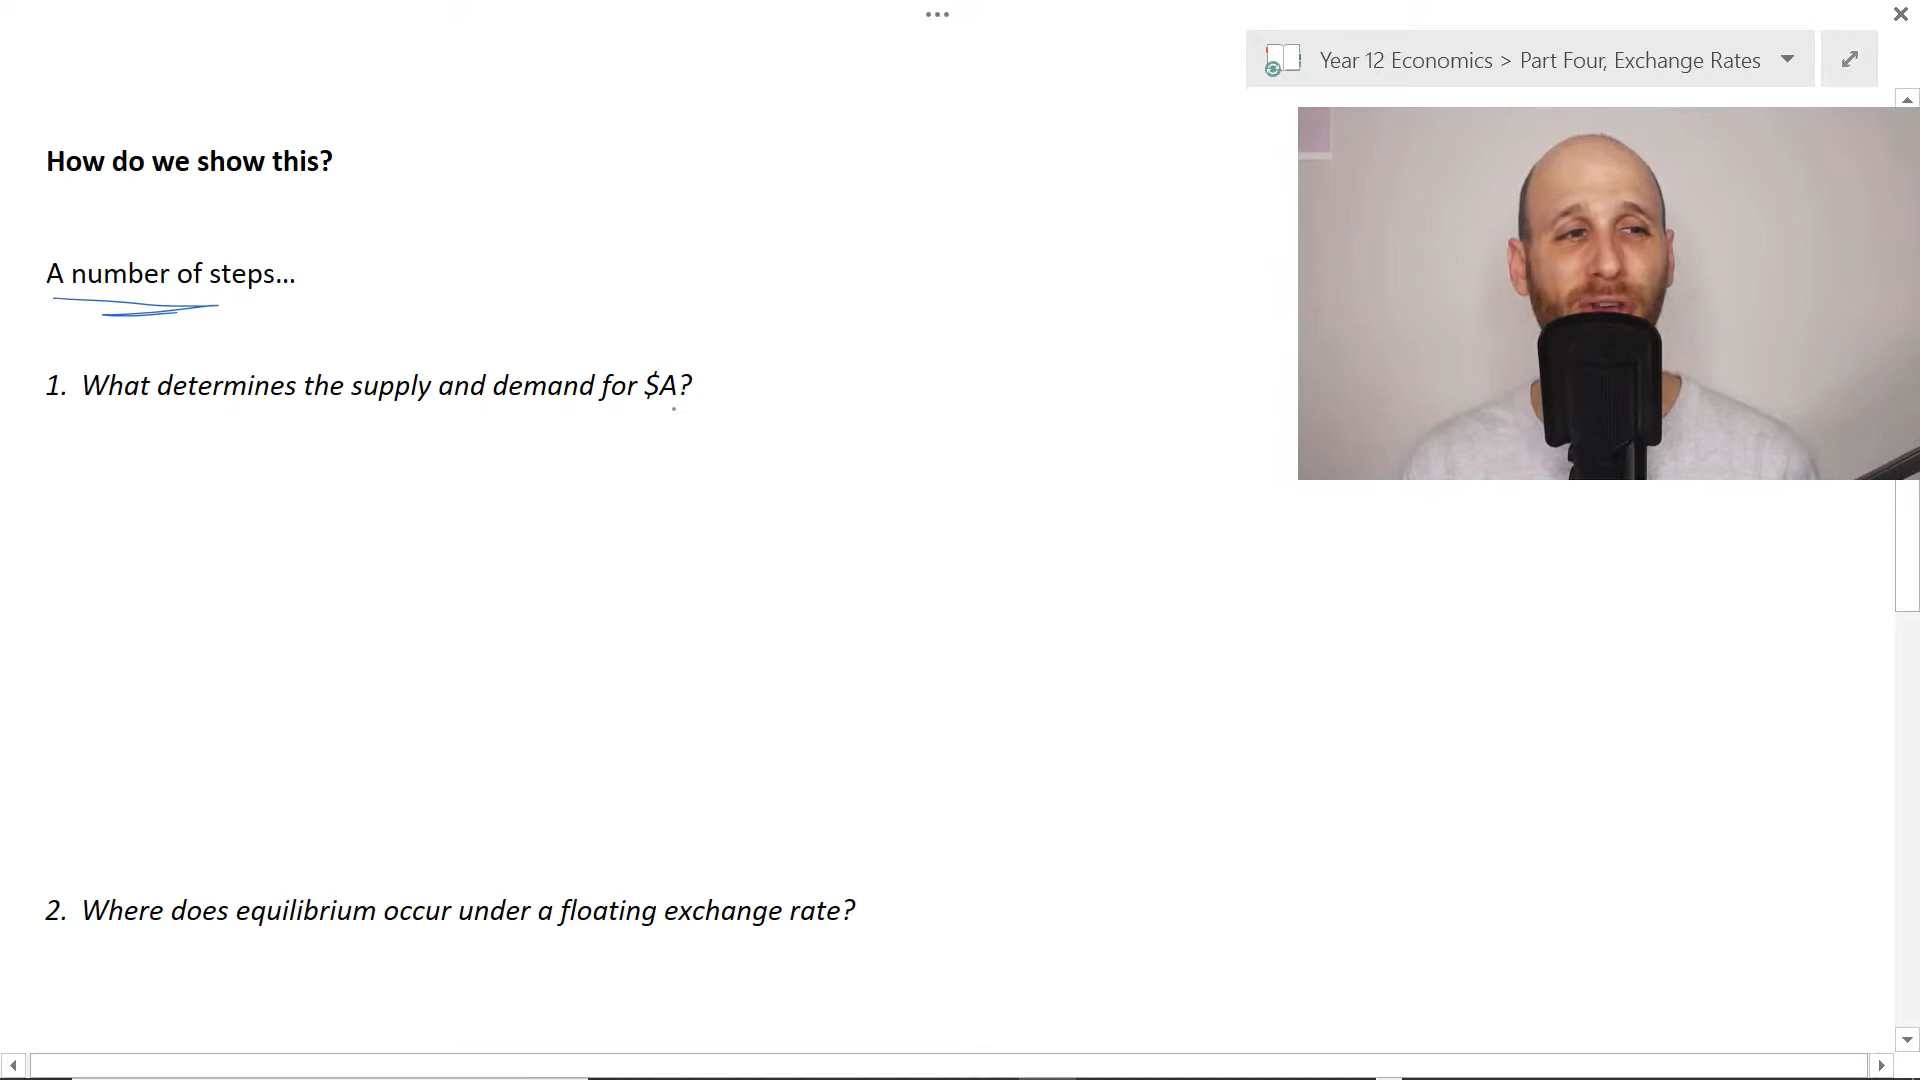 Year 12 Economics > Part Four, Exchange Rates
How do we show this?
A number of steps...
1. What determines the supply and demand for $A?
2. Where does equilibrium occur under a floating exchange rate?